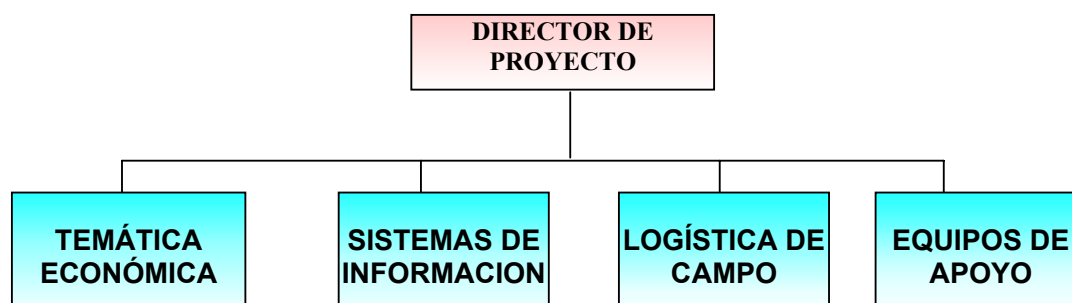 DIRECTOR DE
PROYECTO
TEMÁTICA
ECONÓMICA
SISTEMAS DE
INFORMACION
LOGÍSTICA DE
CAMPO
EQUIPOS DE
APOYO